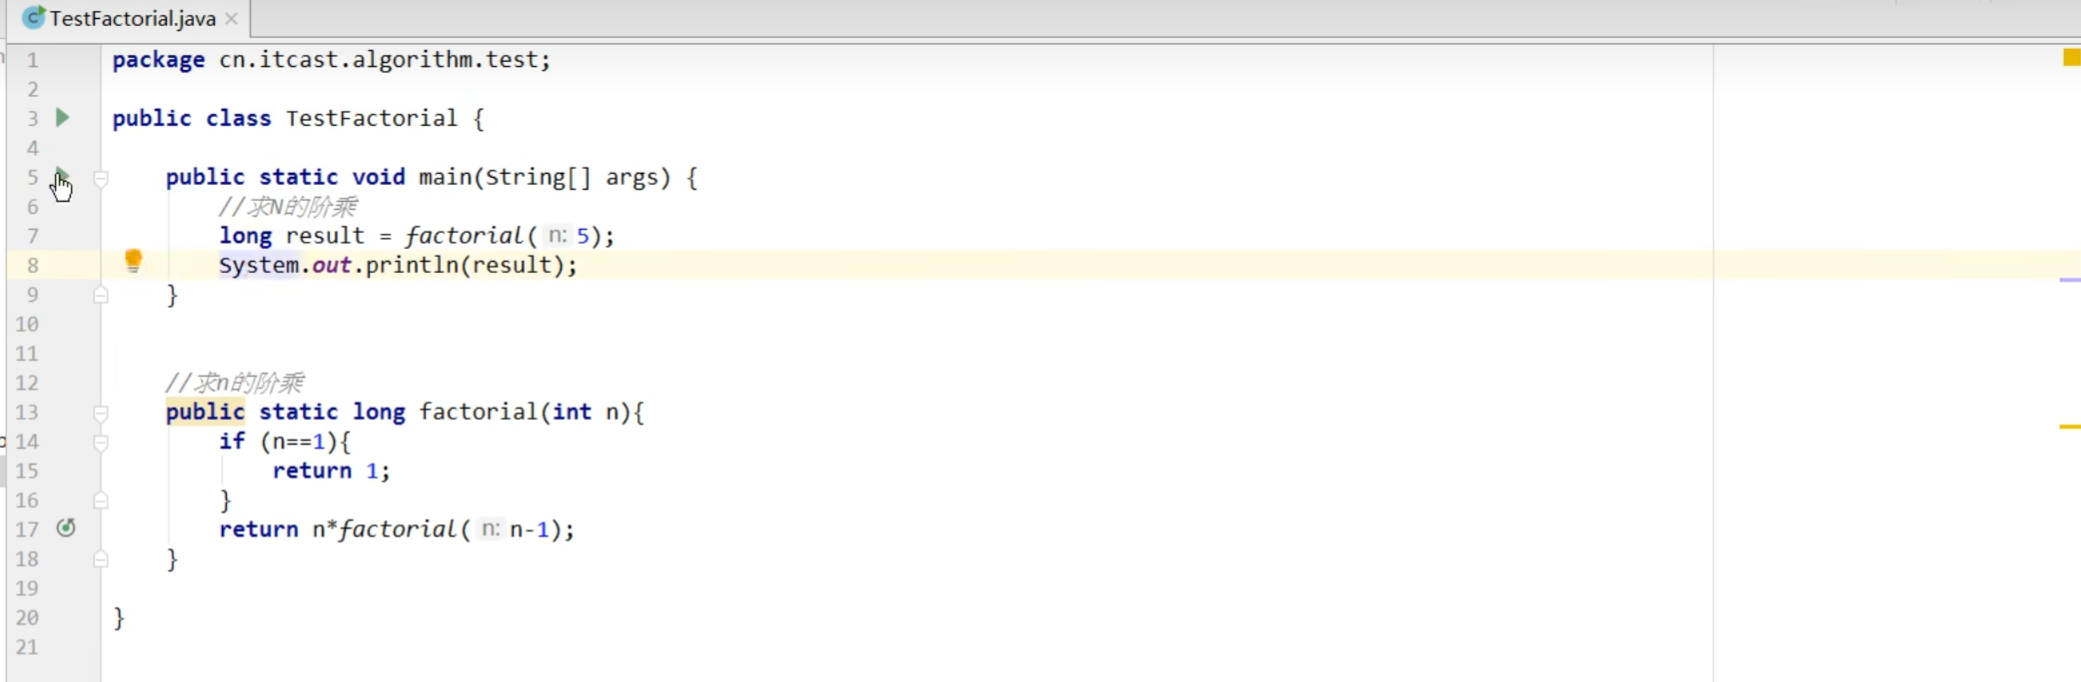 TestFactorial.java
1 package cn.itcast.algorithm.test;
2
3 public class TestFactorial {
4
5 public static void main(String[] args) {
6 //求N的阶乘
7 long result = factorial( n: 5);
8 System.out.println(result);
9 }
10
11
12 //求n的阶乘
13 public static long factorial(int n){
14 if (n==1){
15 return 1;
16 }
17 return n*factorial( n: n-1);
18 }
19
20 }
21